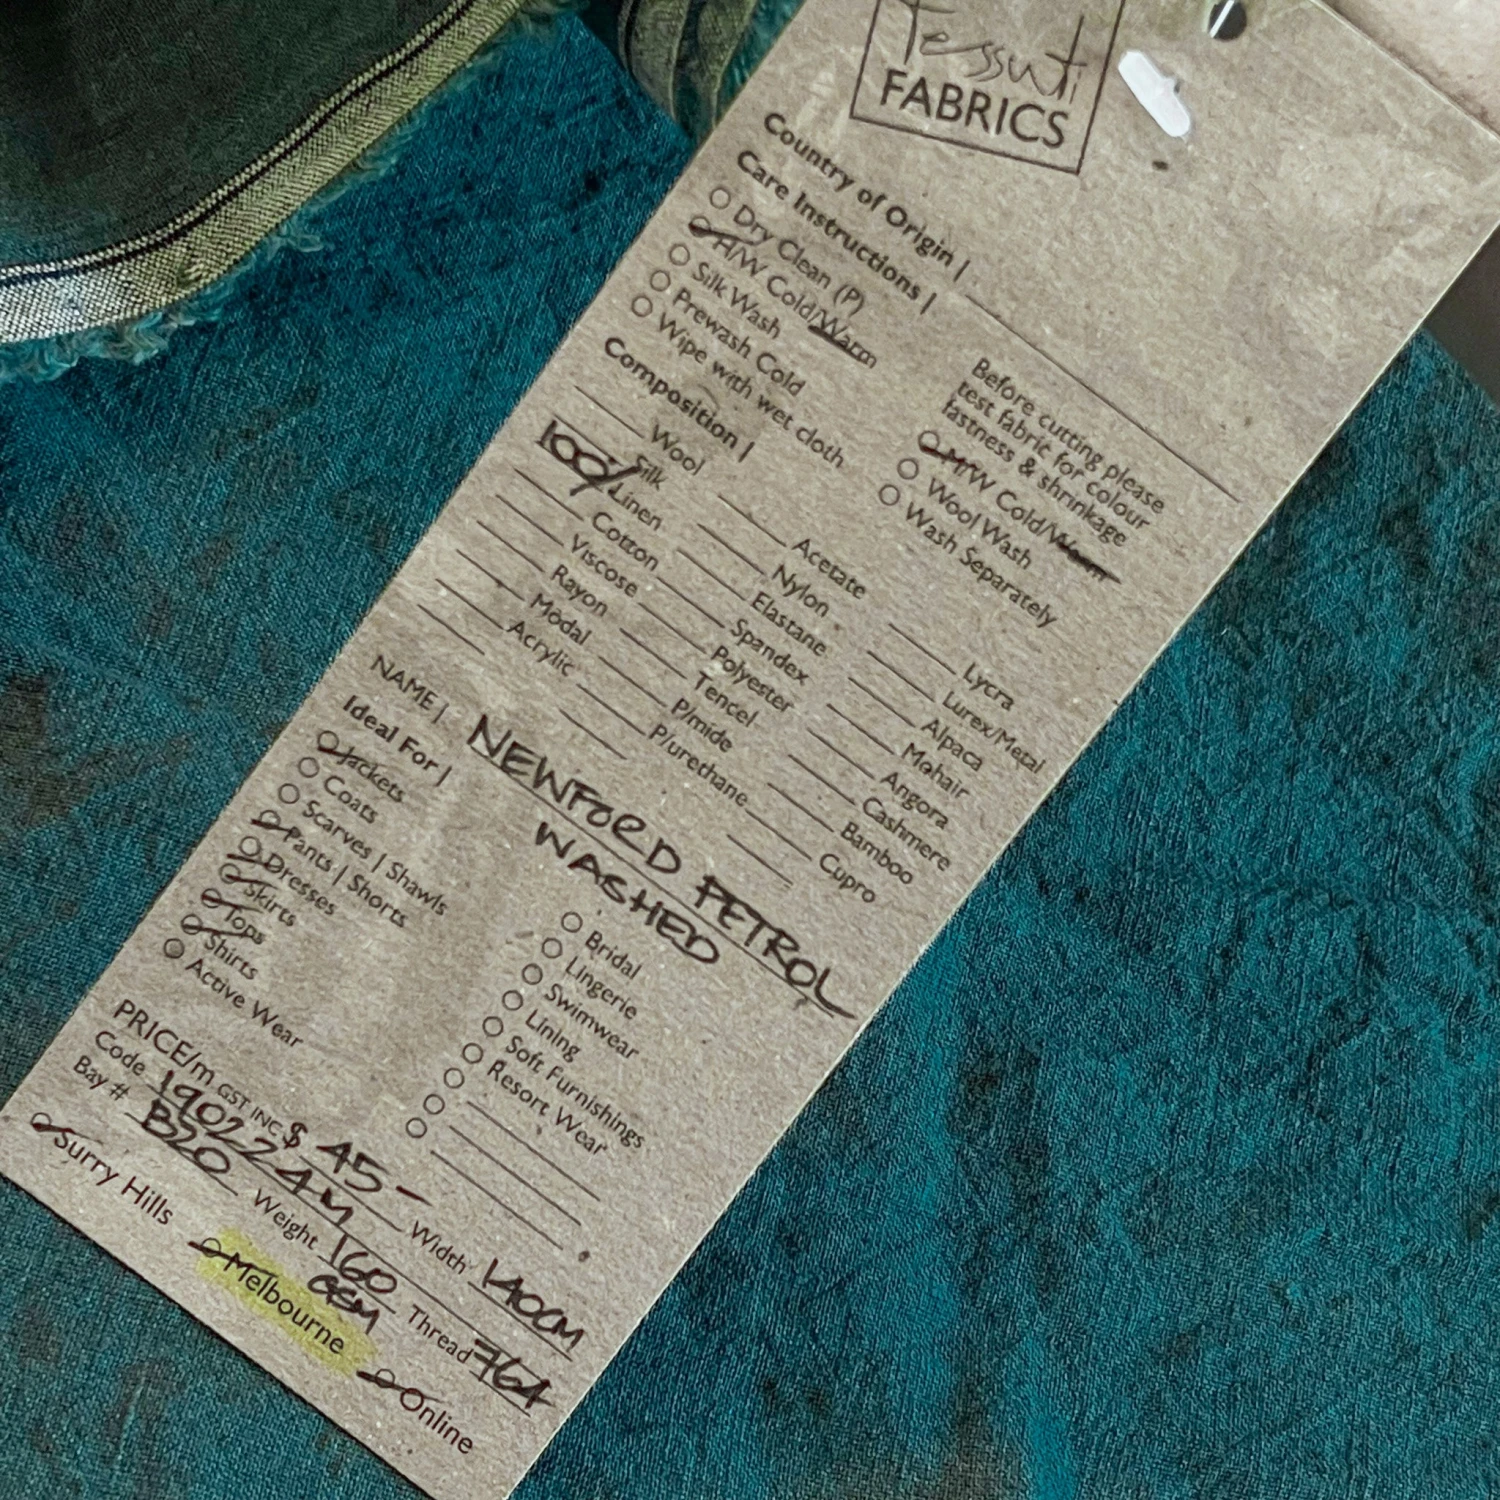 Tessuti
FABRICS
Country of Origin |
Care Instructions |
Dry Clean (P)
H/W Cold/Warm
Silk Wash
Prewash Cold
Wipe with wet cloth
Before cutting please
test fabric for colour
fastness & shrinkage
M/W Cold/Warm
Wool Wash
Wash Separately
Composition |
Wool
Silk
100% Linen
Cotton
Viscose
Rayon
Modal
Acrylic
Acetate
Nylon
Elastane
Spandex
Polyester
Tencel
P/mide
P/urethane
Lycra
Lurex/Metal
Alpaca
Mohair
Angora
Cashmere
Bamboo
Cupro
NAME | NEWFORD PETROL
WASHED
Ideal For |
Jackets
Coats
Scarves | Shawls
Pants | Shorts
Dresses
Skirts
Tops
Shirts
Active Wear
Bridal
Lingerie
Swimwear
Lining
Soft Furnishings
Resort Wear
PRICE/m GST INC $ 45-
Code 190224M Width 140CM
Bay # B20 Weight 160 GSM Thread 764
Surry Hills Melbourne Online